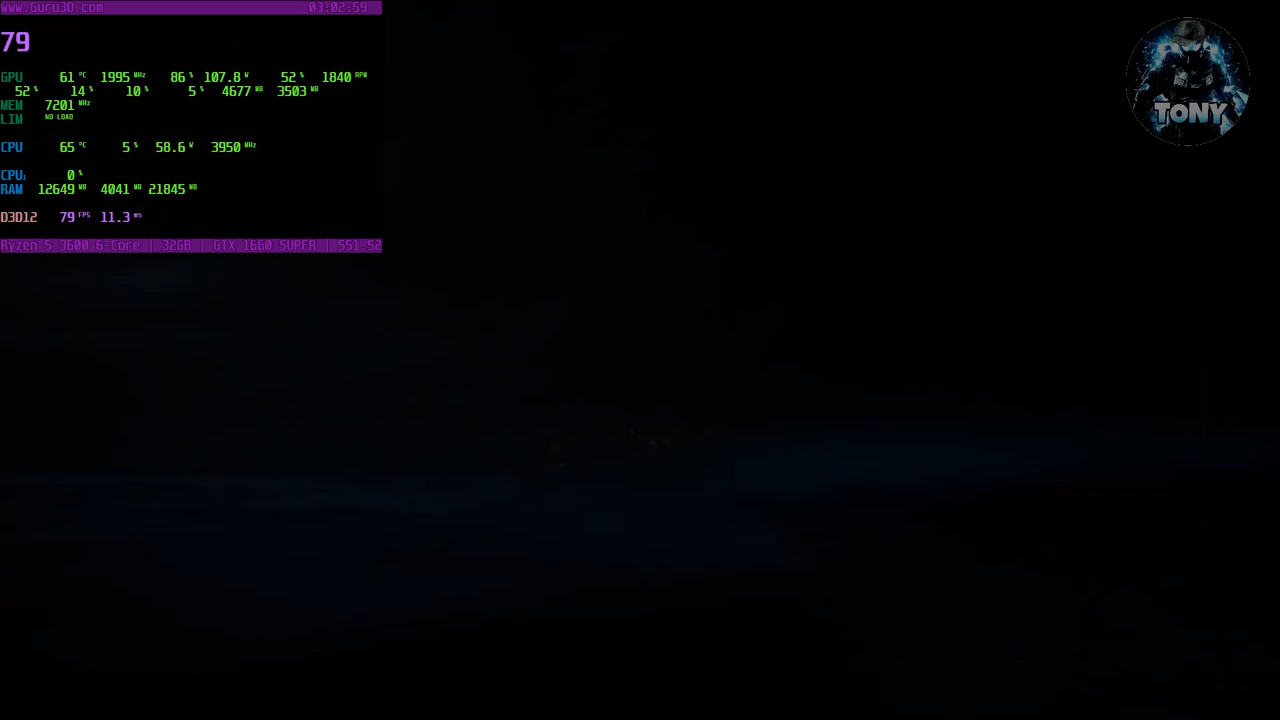 www.Guru3D.com 03:02:59
79
GPU 61 °C 1995 MHz 86 % 107.8 W 52 % 1840 RPM
52 % 14 % 10 % 5 % 4677 MB 3503 MB
MEM 7201 MHz
LIM NO LOAD
CPU 65 °C 5 % 58.6 W 3950 MHz
CPU1 0 %
RAM 12649 MB 4041 MB 21845 MB
D3D12 79 FPS 11.3 ms
Ryzen 5 3600 6-Core | 32GB | GTX 1660 SUPER | 551.52
TONY